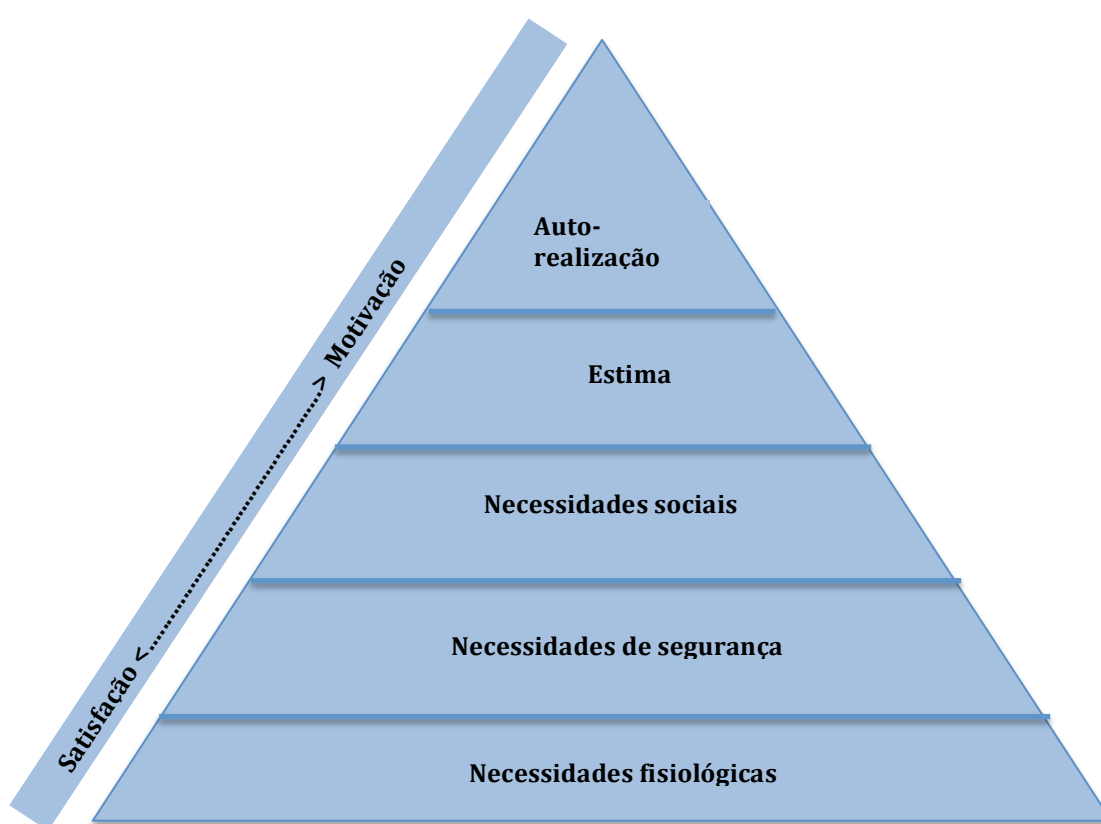 Auto-
realização
Estima
Necessidades sociais
Necessidades de segurança
Necessidades fisiológicas
Satisfação <.......................> Motivação